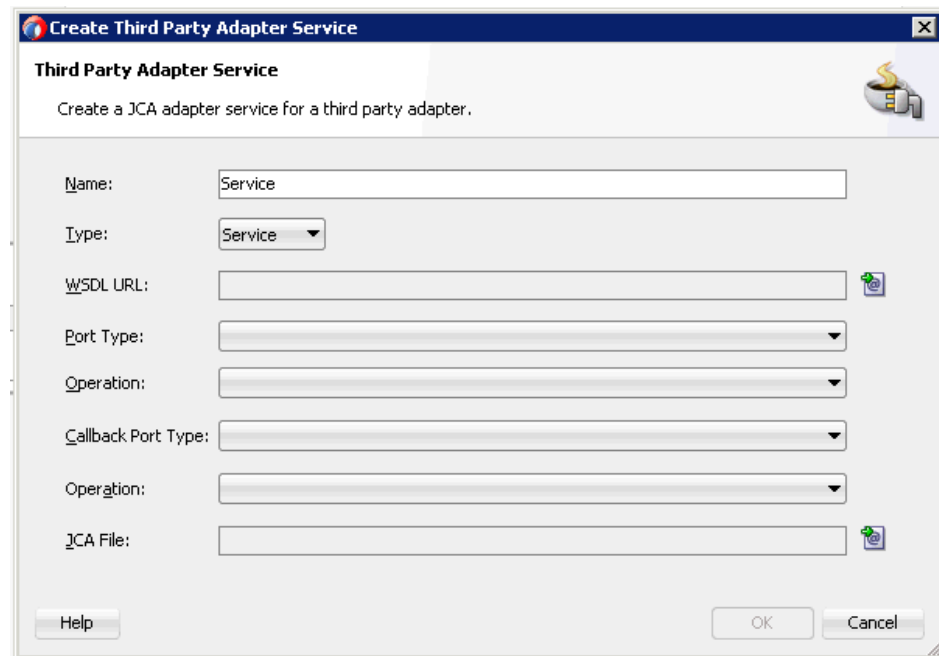 Create Third Party Adapter Service
Third Party Adapter Service
Create a JCA adapter service for a third party adapter.
Name: Service
Type: Service
WSDL URL:
Port Type:
Operation:
Callback Port Type:
Operation:
JCA File:
Help OK Cancel